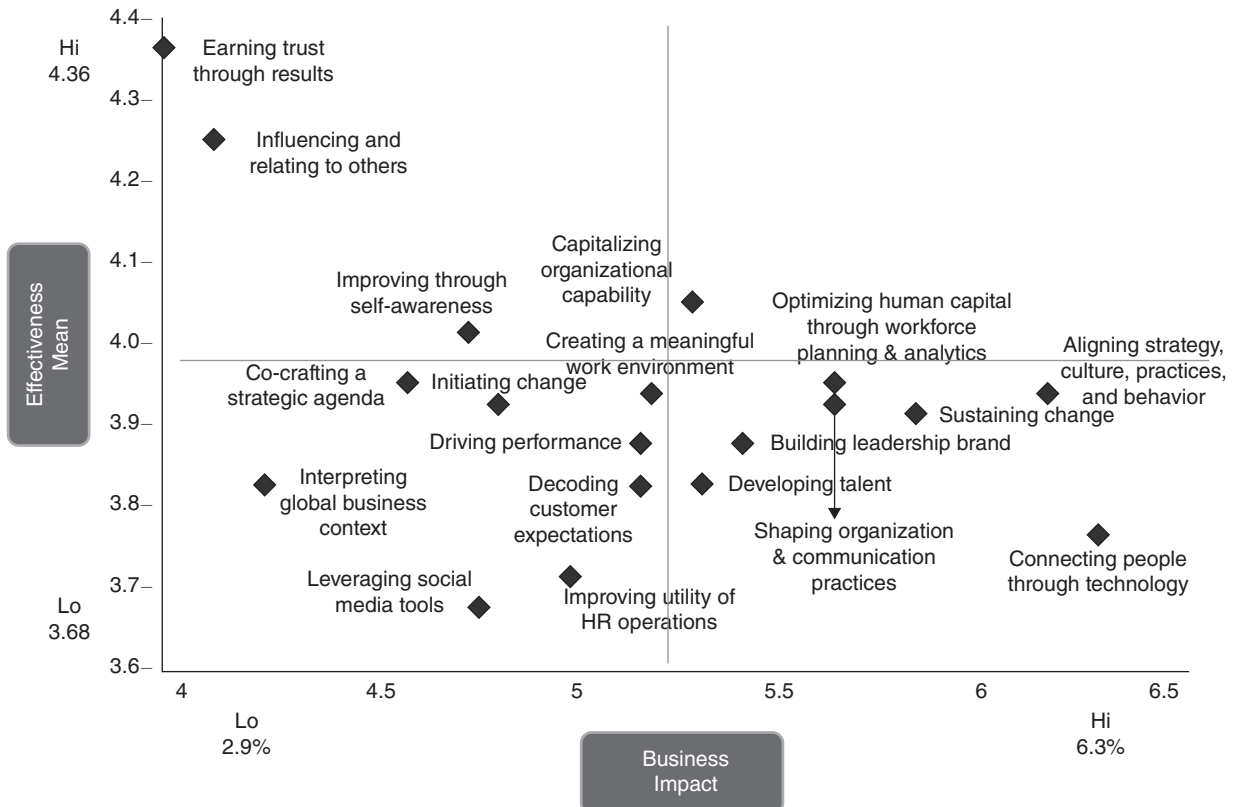 4.4
Hi
4.36
Earning trust
through results
4.3
Influencing and
relating to others
4.2
Capitalizing
organizational
capability
4.1
Improving through
self-awareness
Optimizing human capital
through workforce
planning & analytics
4.0
Creating a meaningful
work environment
Aligning strategy,
culture, practices,
and behavior
Effectiveness
Mean
Co-crafting a
strategic agenda
Initiating change
3.9
Sustaining change
Driving performance
Building leadership brand
Interpreting
global business
context
Decoding
customer
expectations
Developing talent
3.8
Shaping organization
& communication
practices
Connecting people
through technology
Leveraging social
media tools
3.7
Improving utility of
HR operations
Lo
3.68
3.6
4
4.5
5
5.5
6
6.5
Lo
2.9%
Hi
6.3%
Business
Impact